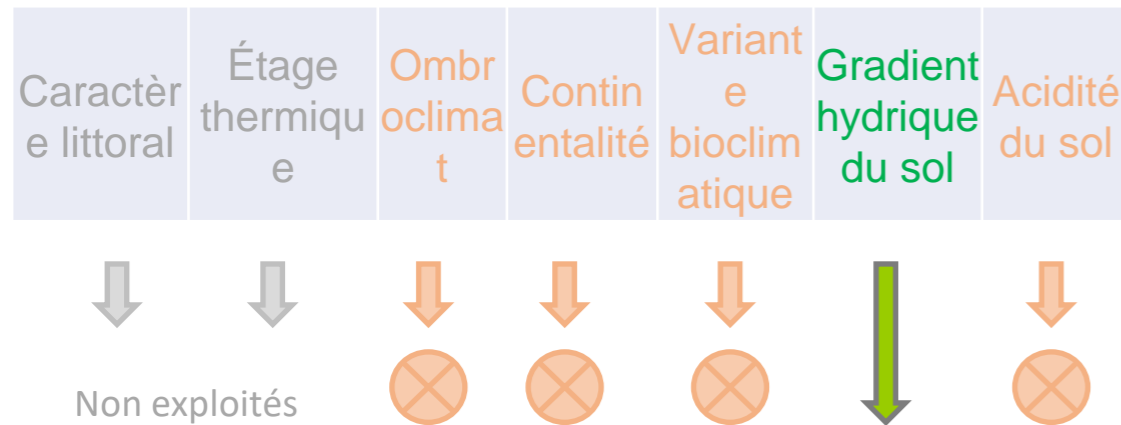 Caractèr
e littoral
Étage
thermiqu
e
Ombr
oclima
t
Contin
entalité
Variant
e
bioclim
atique
Gradient
hydrique
du sol
Acidité
du sol
Non exploités